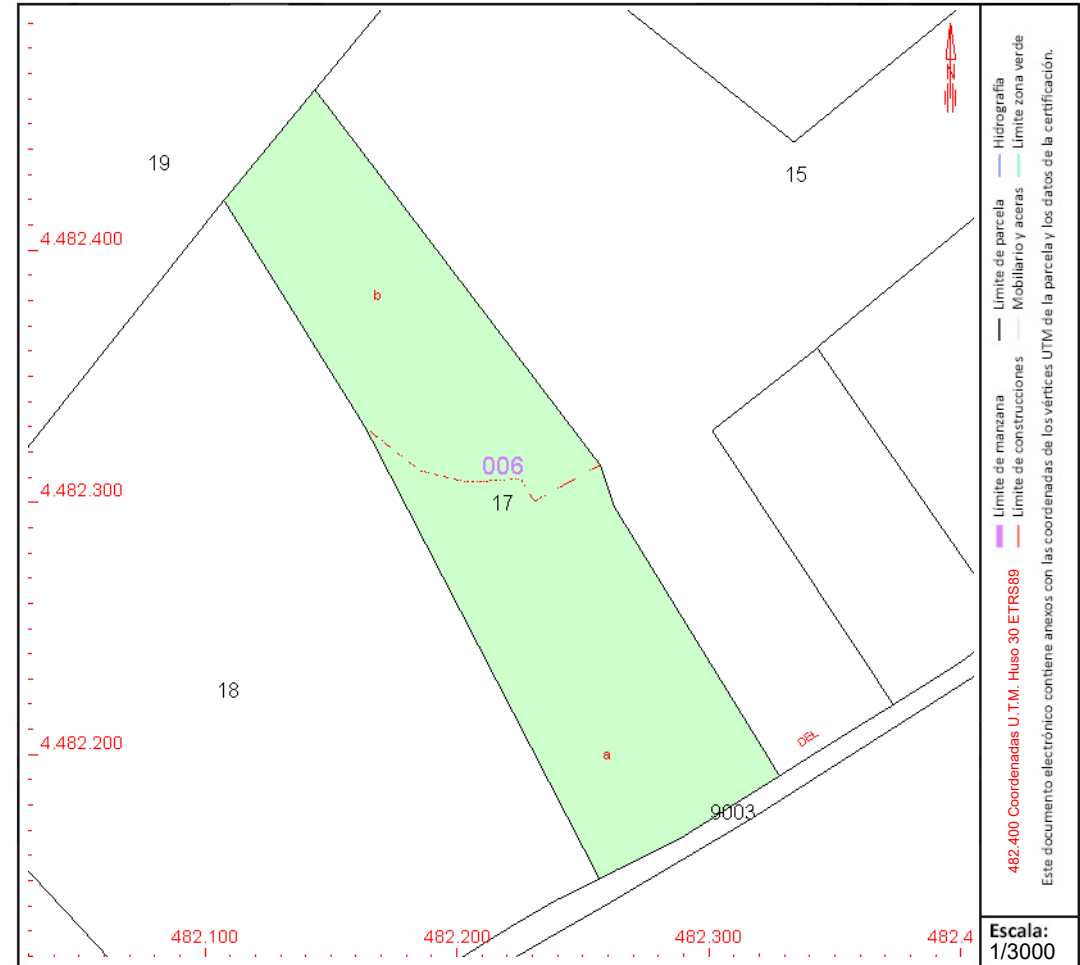 19
15
4.482.400
b
006
4.482.300
17
18
4.482.200
DEL
a
9003
482.100
482.200
482.300
482.4
N
482.400 Coordenadas U.T.M. Huso 30 ETRS89
Límite de manzana
Límite de parcela
Hidrografía
Límite de construcciones
Mobiliario y aceras
Límite zona verde
Este documento electrónico contiene anexos con las coordenadas de los vértices UTM de la parcela y los datos de la certificación.
Escala:
1/3000